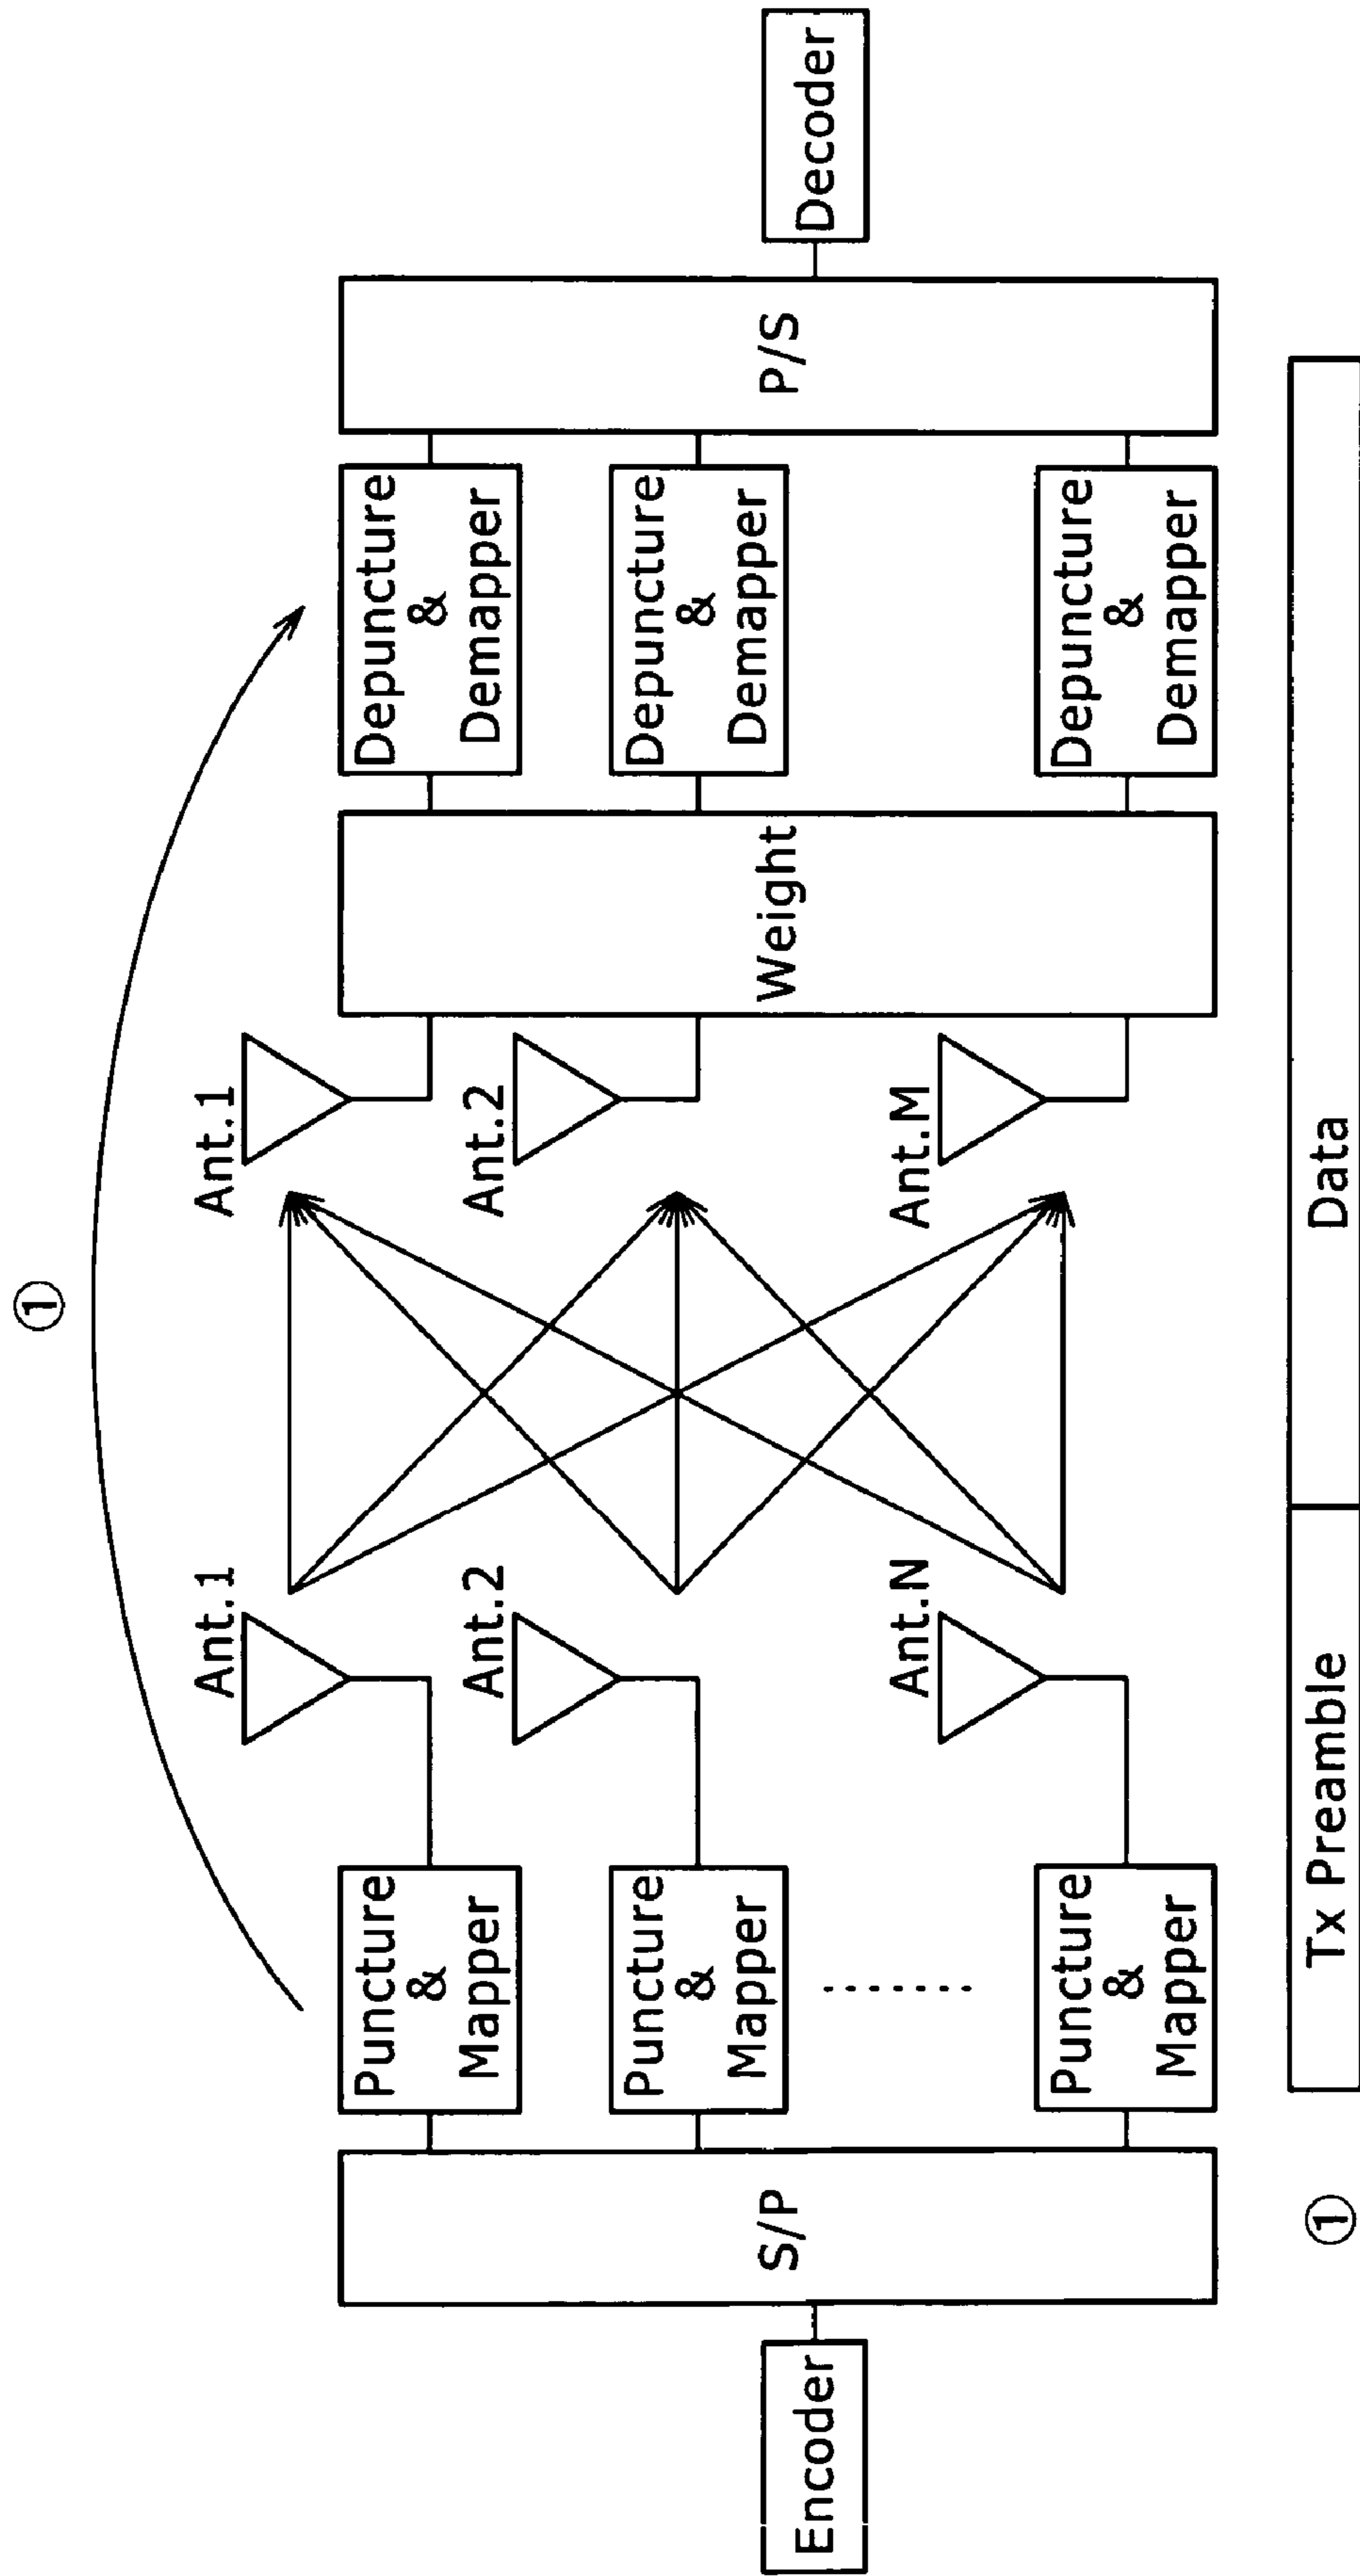 ①
Ant.1
Ant.1
Ant.2
Ant.2
Ant.N
Ant.M
Encoder
S/P
Puncture
&
Mapper
Puncture
&
Mapper
Puncture
&
Mapper
Weight
Depuncture
&
Demapper
Depuncture
&
Demapper
Depuncture
&
Demapper
P/S
Decoder
①
Tx Preamble
Data